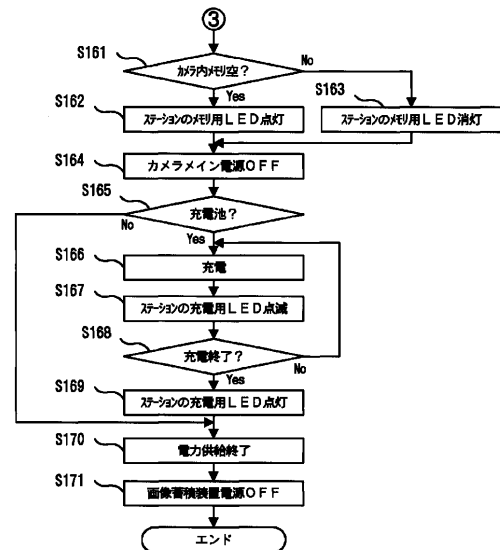 ③
S161
カメラ内メモリ空？
No
Yes
S163
S162
ステーションのメモリ用ＬＥＤ点灯
ステーションのメモリ用ＬＥＤ消灯
S164
カメラメイン電源ＯＦＦ
S165
充電池？
No
Yes
S166
充電
S167
ステーションの充電用ＬＥＤ点滅
S168
充電終了？
No
Yes
S169
ステーションの充電用ＬＥＤ点灯
S170
電力供給終了
S171
画像蓄積装置電源ＯＦＦ
エンド